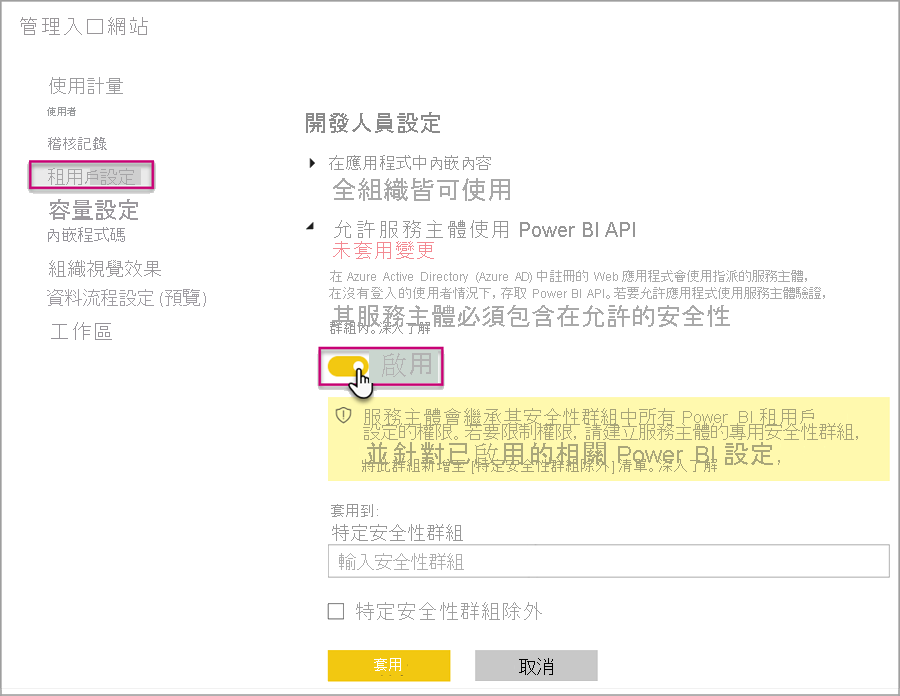 管理入口網站
使用計量
使用者
稽核記錄
租用戶設定
容量設定
內嵌程式碼
組織視覺效果
資料流程設定 (預覽)
工作區
開發人員設定
在應用程式中內嵌內容
全組織皆可使用
允許服務主體使用 Power BI API
未套用變更
在 Azure Active Directory (Azure AD) 中註冊的 Web 應用程式會使用指派的服務主體，
在沒有登入的使用者情況下，存取 Power BI API。若要允許應用程式使用服務主體驗證，
其服務主體必須包含在允許的安全性
群組內。深入了解
啟用
服務主體會繼承其安全性群組中所有 Power BI 租用戶
設定的權限。若要限制權限，請建立服務主體的專用安全性群組，
並針對已啟用的相關 Power BI 設定，
將此群組新增至 [特定安全性群組除外] 清單。深入了解
套用到:
特定安全性群組
輸入安全性群組
特定安全性群組除外
套用
取消